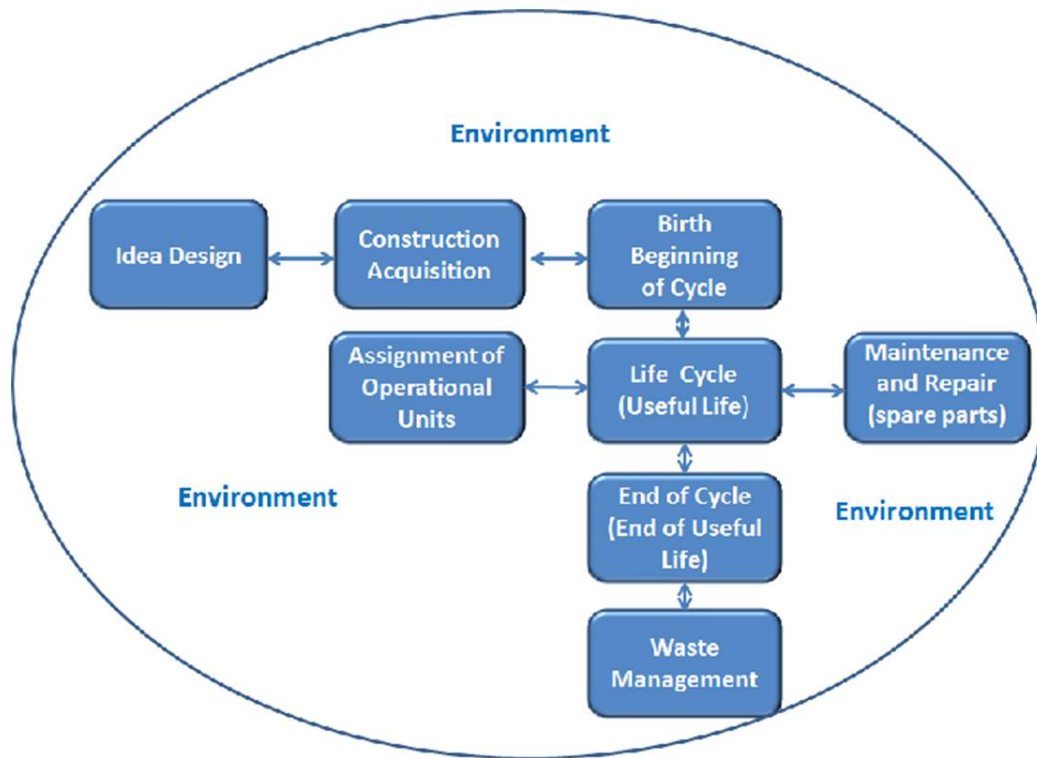 Environment
Idea Design
Construction
Acquisition
Birth
Beginning
of Cycle
Assignment of
Operational
Units
Life Cycle
(Useful Life)
Maintenance
and Repair
(spare parts)
Environment
End of Cycle
(End of Useful
Life)
Environment
Waste
Management